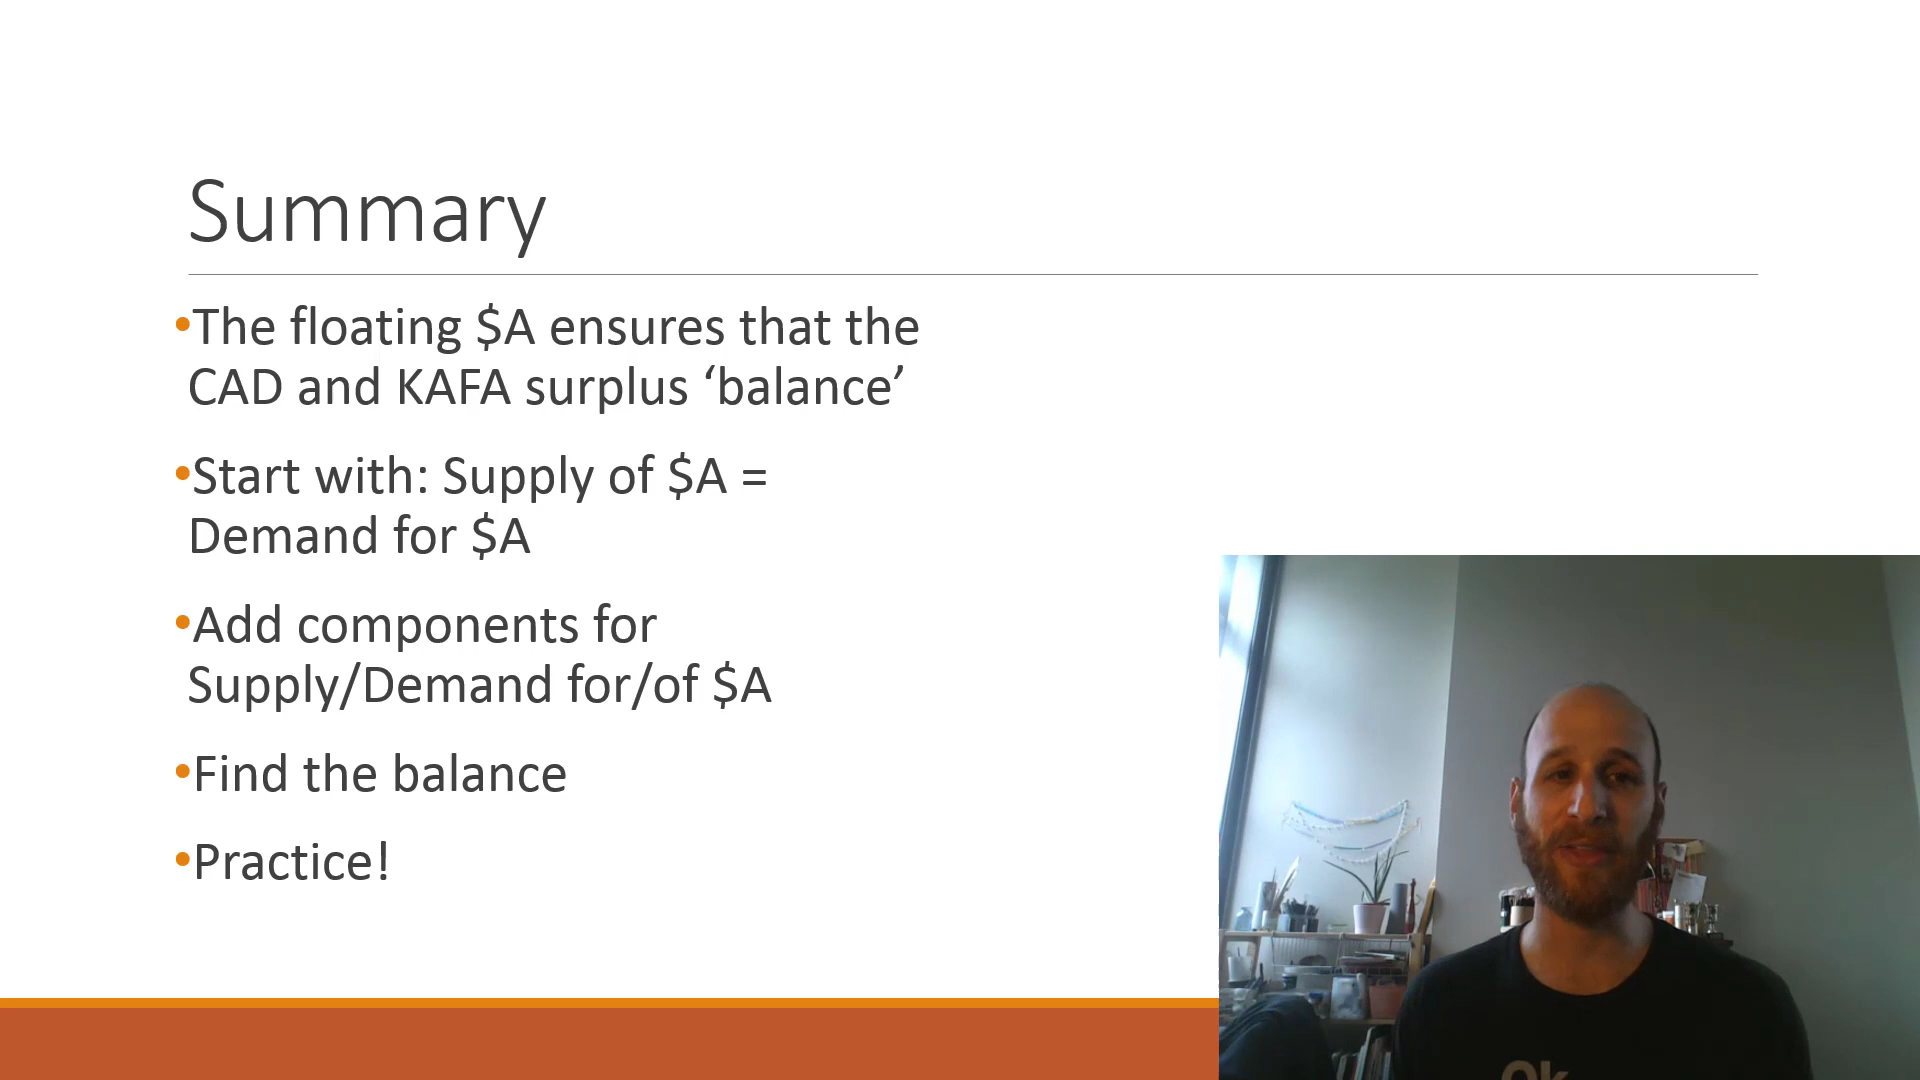 Summary
•The floating $A ensures that the
CAD and KAFA surplus ‘balance’
•Start with: Supply of $A =
Demand for $A
•Add components for
Supply/Demand for/of $A
•Find the balance
•Practice!
Ok